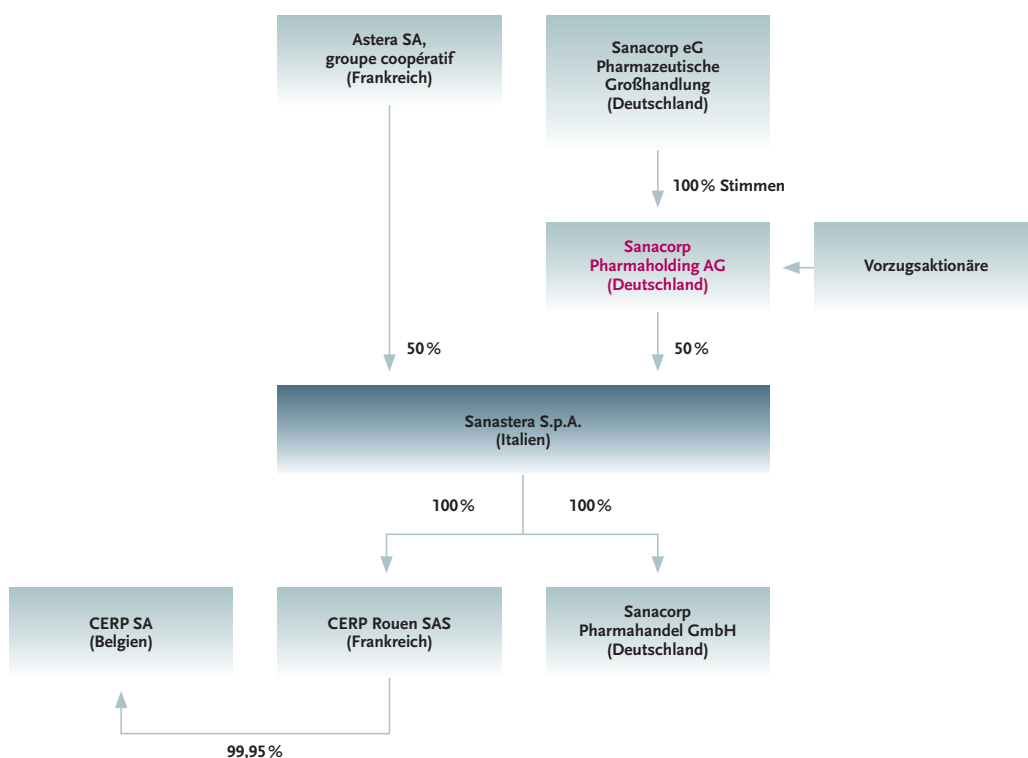 Astera SA,
groupe coopératif
(Frankreich)
Sanacorp eG
Pharmazeutische
Großhandlung
(Deutschland)
100 % Stimmen
Sanacorp
Pharmaholding AG
(Deutschland)
Vorzugsaktionäre
50 %
50 %
Sanastera S.p.A.
(Italien)
100 %
100 %
CERP SA
(Belgien)
CERP Rouen SAS
(Frankreich)
Sanacorp
Pharmahandel GmbH
(Deutschland)
99,95 %